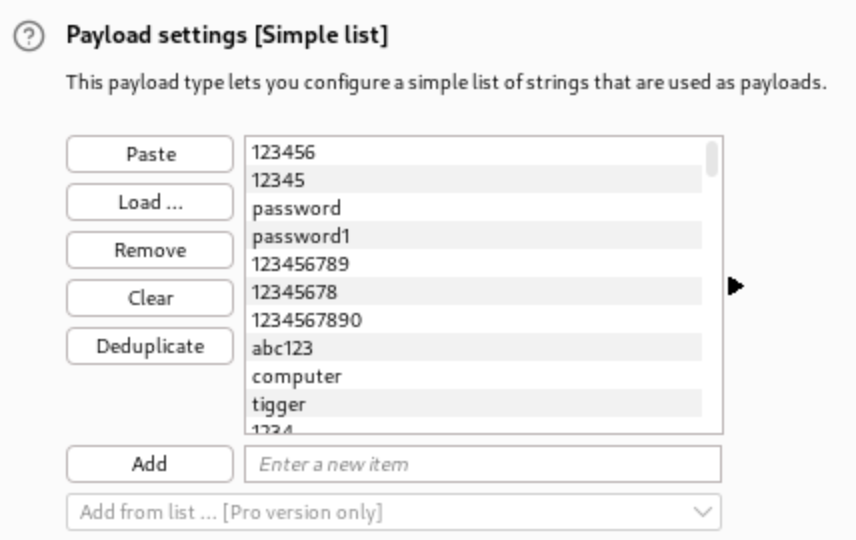 Payload settings [Simple list]
This payload type lets you configure a simple list of strings that are used as payloads.
Paste
Load ...
Remove
Clear
Deduplicate
123456
12345
password
password1
123456789
12345678
1234567890
abc123
computer
tigger
1234
Add
Enter a new item
Add from list ... [Pro version only]